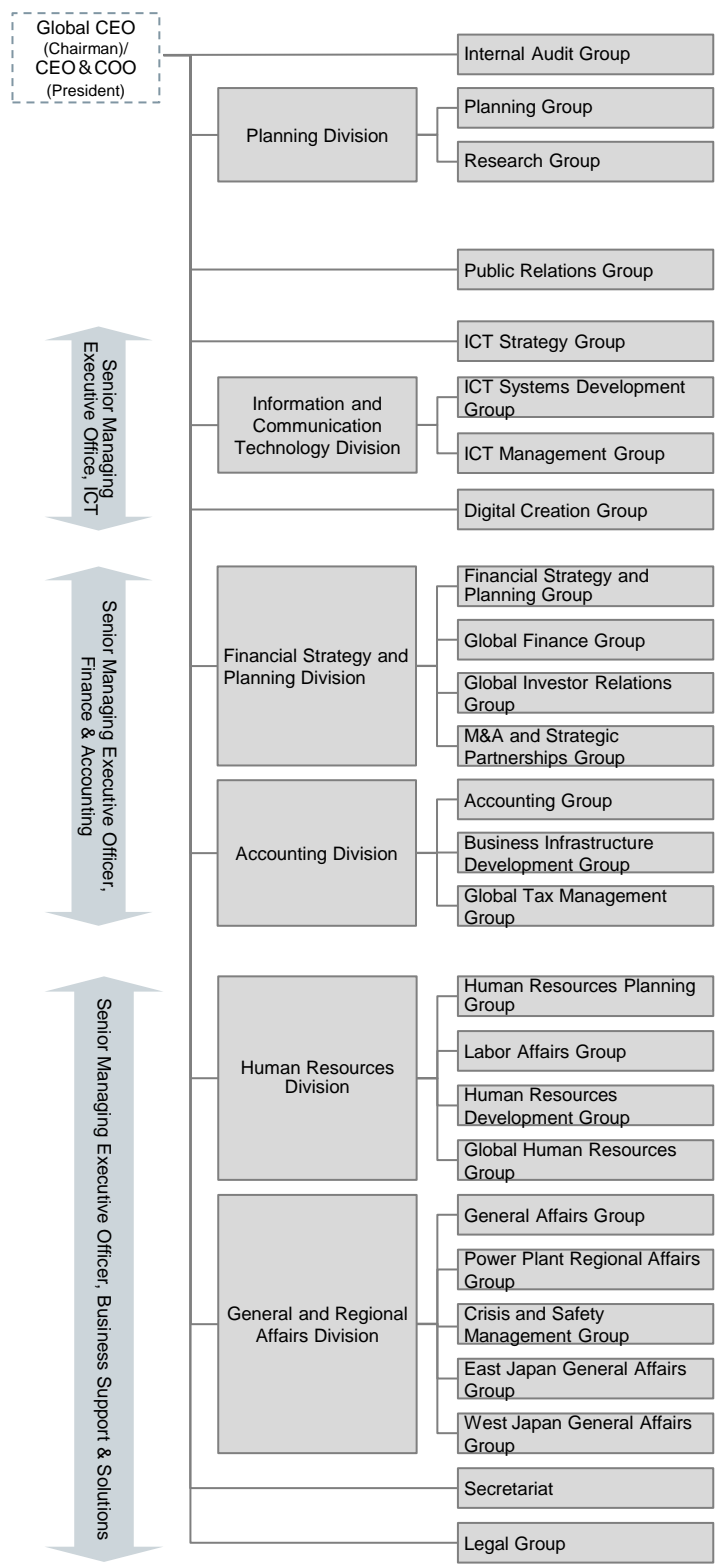 Global CEO
(Chairman)/
CEO & COO
(President)
Internal Audit Group
Planning Division
Planning Group
Research Group
Public Relations Group
Senior Managing
Executive Office, ICT
ICT Strategy Group
Information and
Communication
Technology Division
ICT Systems Development
Group
ICT Management Group
Digital Creation Group
Senior Managing Executive Officer,
Finance & Accounting
Financial Strategy and
Planning Division
Financial Strategy and
Planning Group
Global Finance Group
Global Investor Relations
Group
M&A and Strategic
Partnerships Group
Accounting Division
Accounting Group
Business Infrastructure
Development Group
Global Tax Management
Group
Senior Managing Executive Officer, Business Support & Solutions
Human Resources
Division
Human Resources Planning
Group
Labor Affairs Group
Human Resources
Development Group
Global Human Resources
Group
General and Regional
Affairs Division
General Affairs Group
Power Plant Regional Affairs
Group
Crisis and Safety
Management Group
East Japan General Affairs
Group
West Japan General Affairs
Group
Secretariat
Legal Group